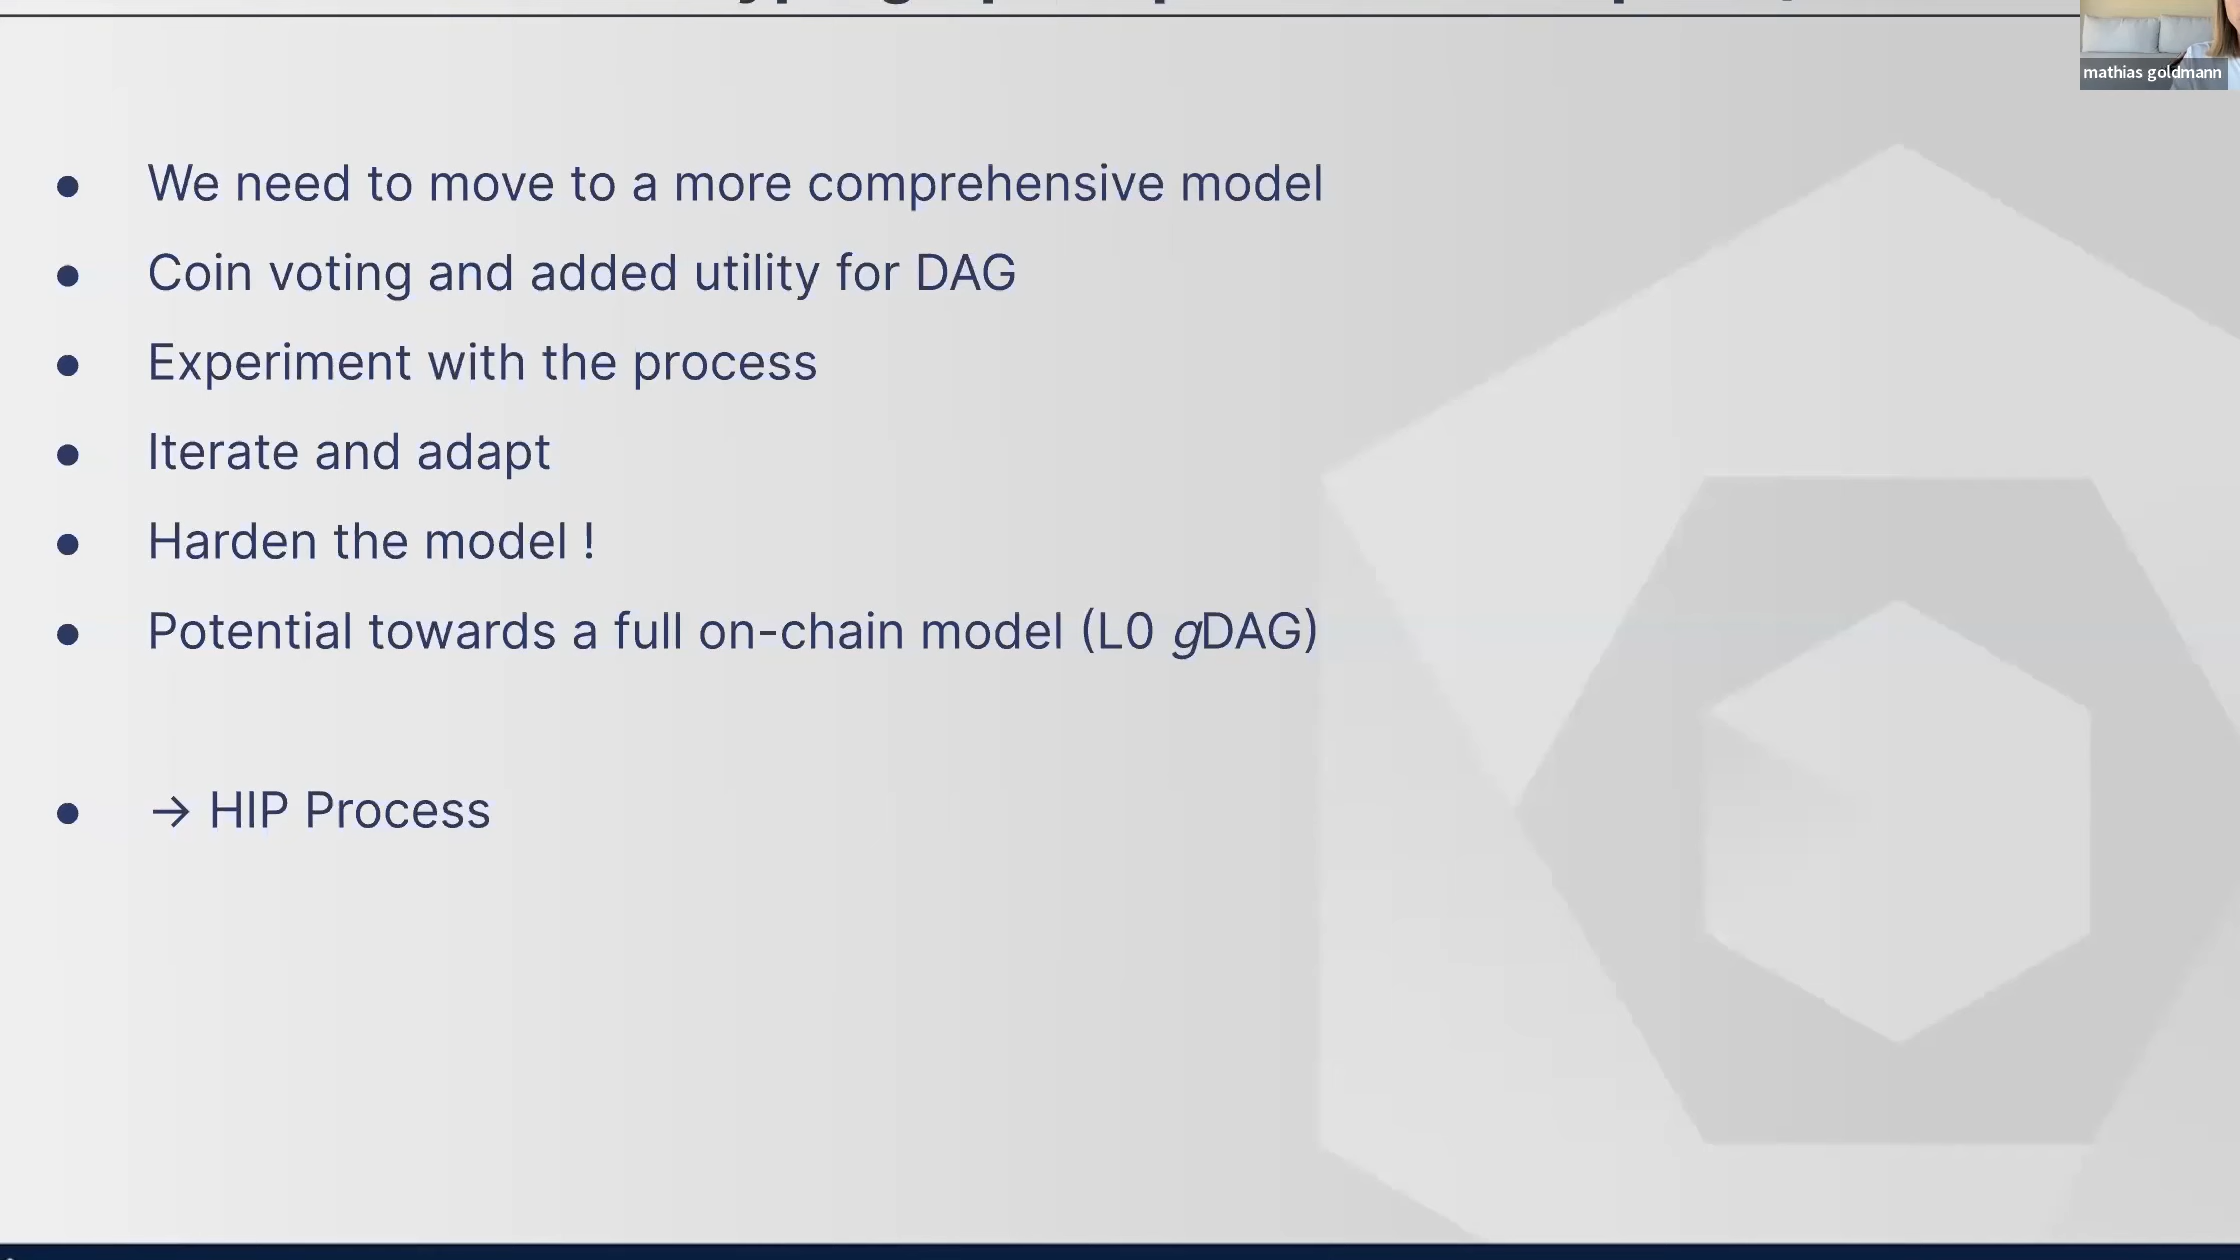 mathias goldmann
● We need to move to a more comprehensive model
● Coin voting and added utility for DAG
● Experiment with the process
● Iterate and adapt
● Harden the model !
● Potential towards a full on-chain model (L0 gDAG)
● → HIP Process